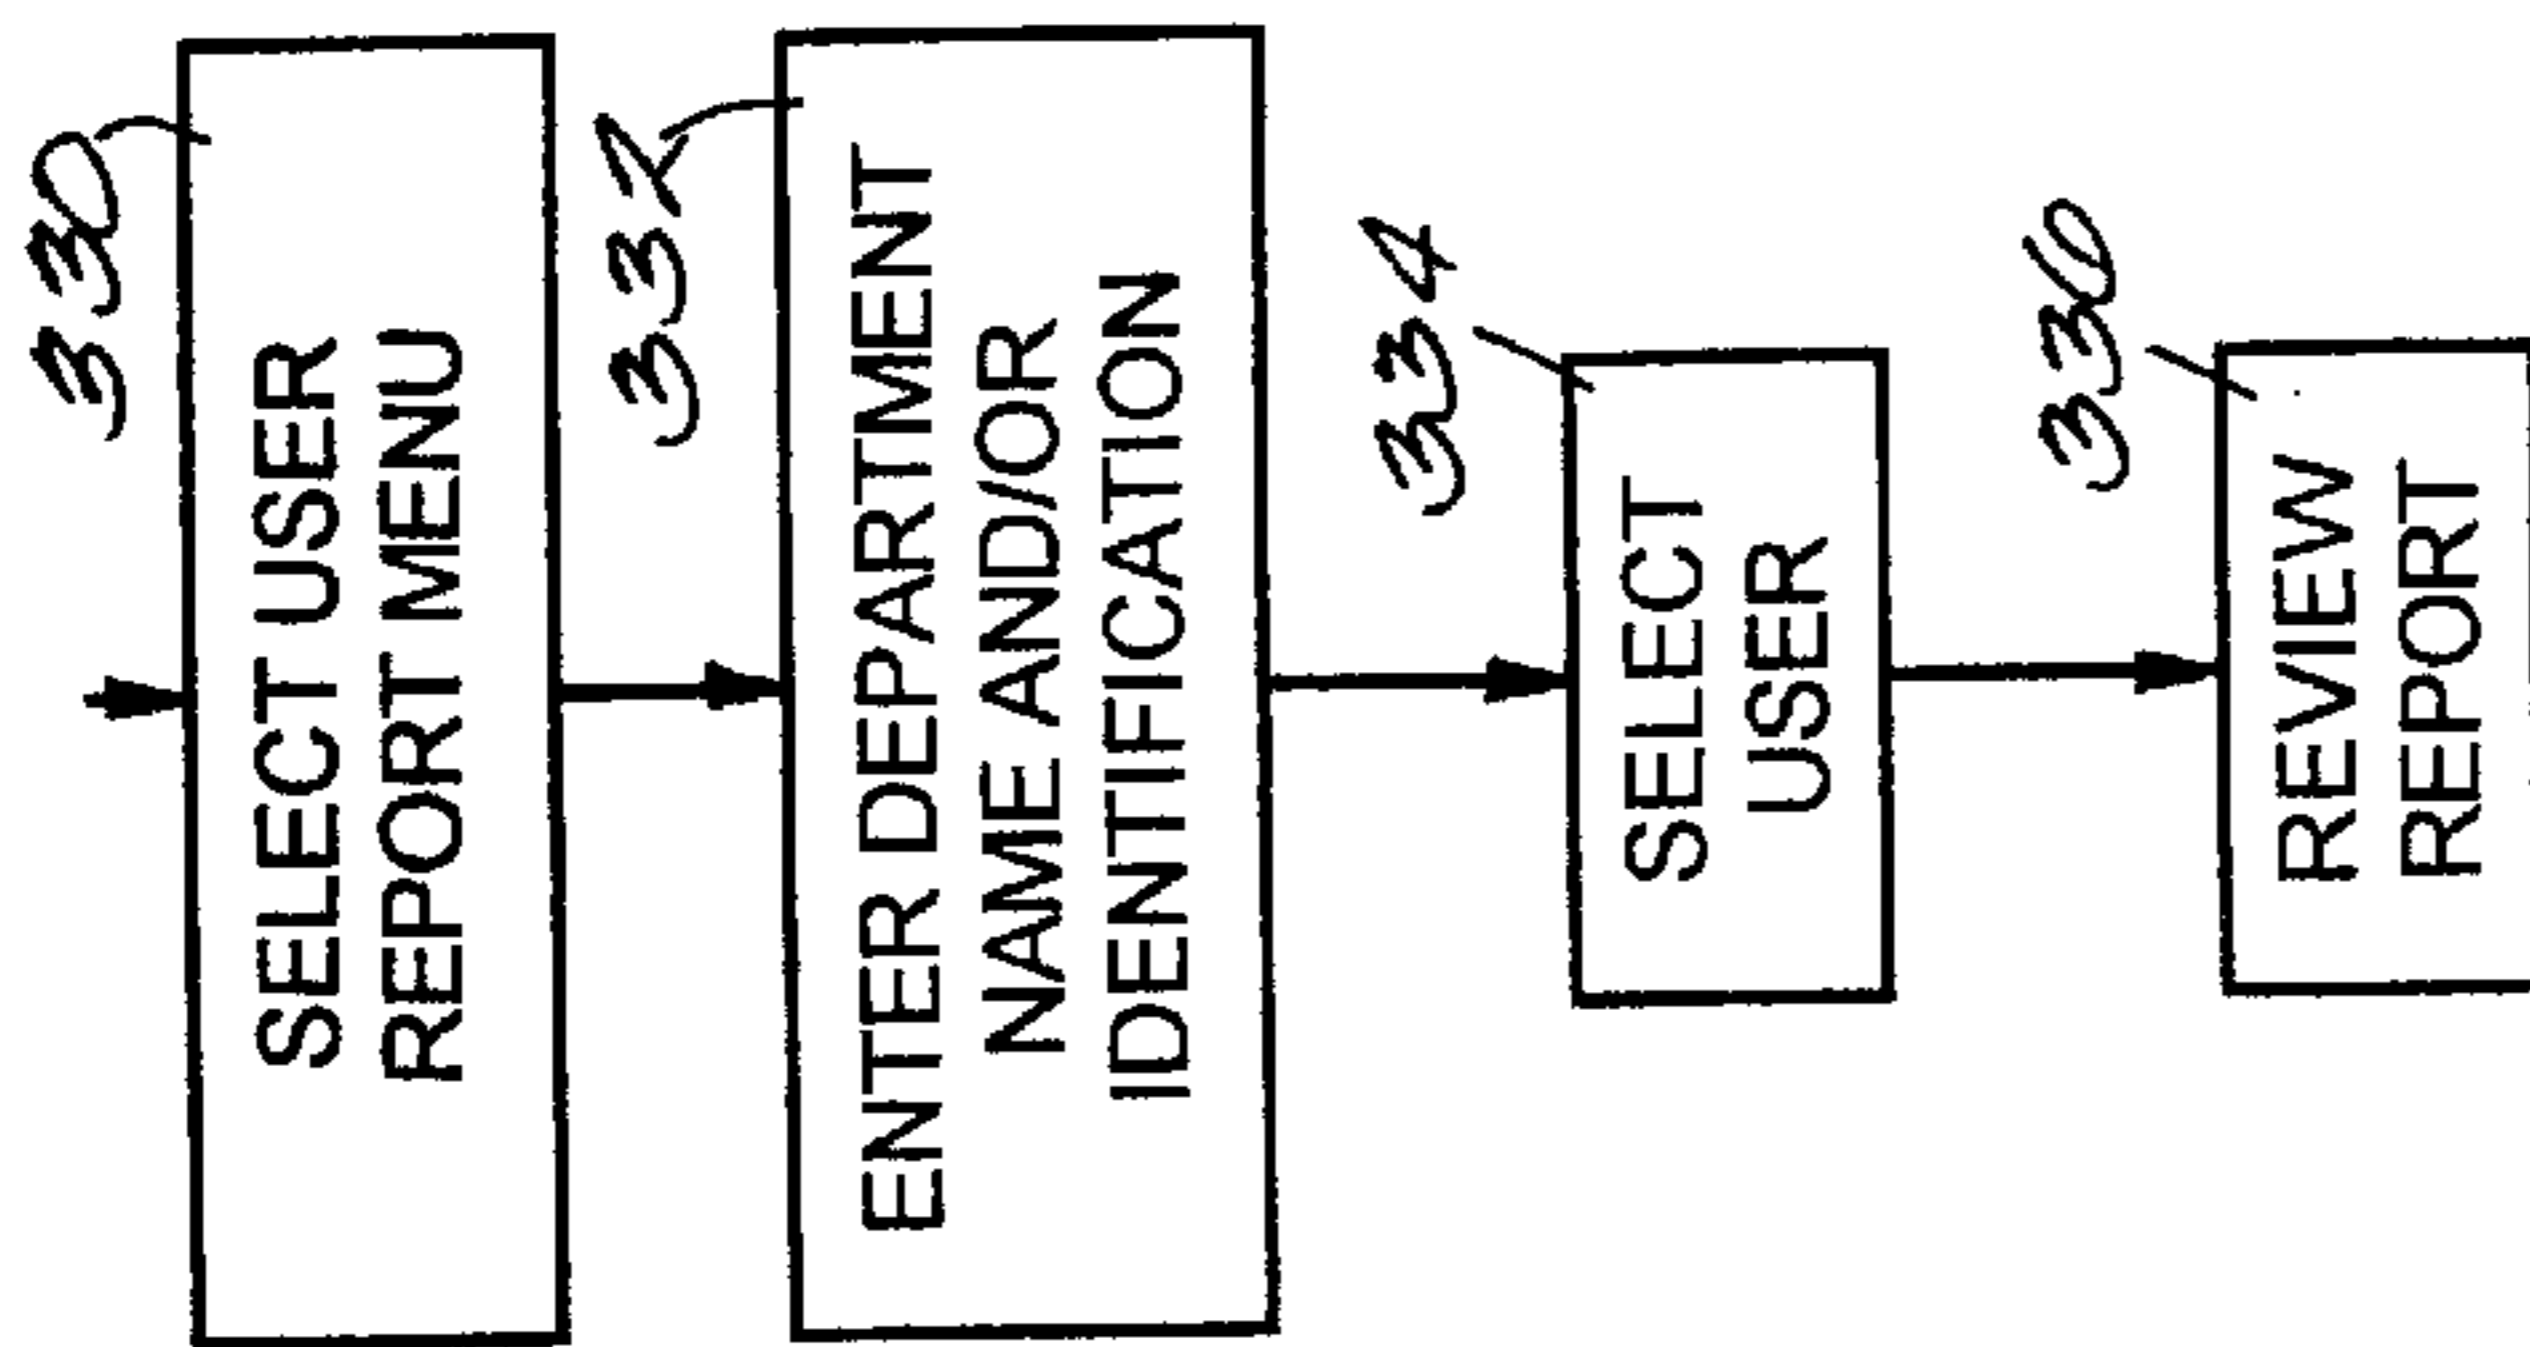 330
SELECT USER
REPORT MENU
332
ENTER DEPARTMENT
NAME AND/OR
IDENTIFICATION
334
SELECT
USER
336
REVIEW
REPORT